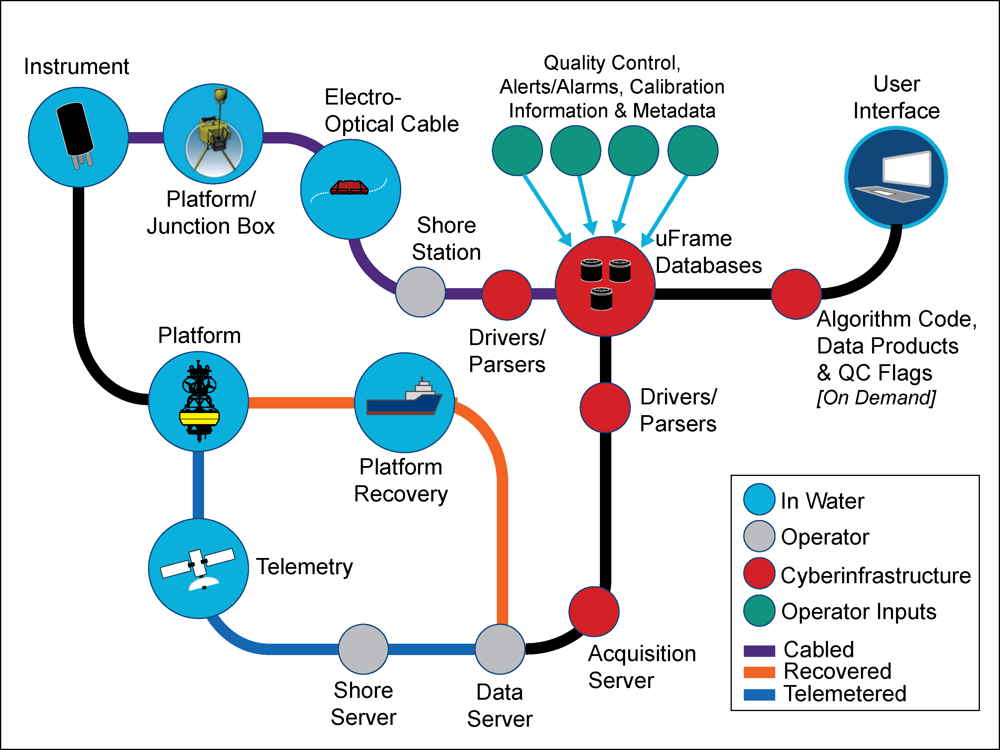 Instrument
Platform/
Junction Box
Electro-
Optical Cable
Shore
Station
Drivers/
Parsers
Quality Control,
Alerts/Alarms, Calibration
Information & Metadata
uFrame
Databases
User
Interface
Algorithm Code,
Data Products
& QC Flags
[On Demand]
Platform
Platform
Recovery
Drivers/
Parsers
Telemetry
Shore
Server
Data
Server
Acquisition
Server
In Water
Operator
Cyberinfrastructure
Operator Inputs
Cabled
Recovered
Telemetered